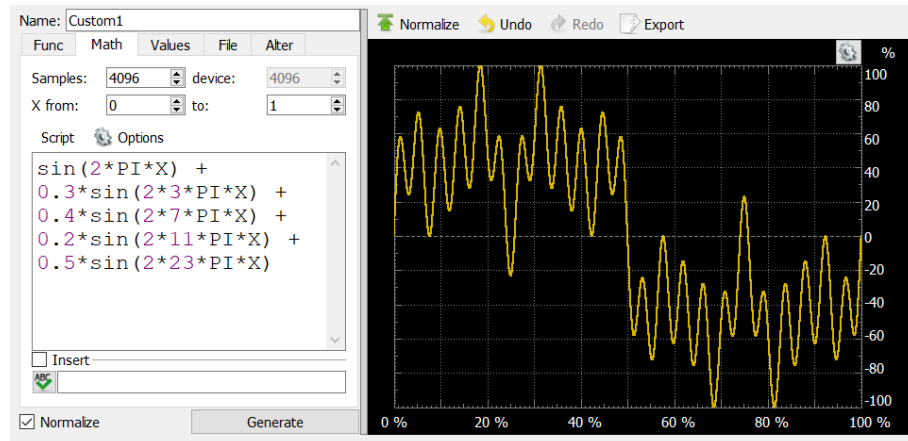 Name: Custom1
Func Math Values File Alter
Samples: 4096 device: 4096
X from: 0 to: 1
Script Options
sin(2*PI*X) +
0.3*sin(2*3*PI*X) +
0.4*sin(2*7*PI*X) +
0.2*sin(2*11*PI*X) +
0.5*sin(2*23*PI*X)
Insert
ABC
Normalize Generate
Normalize Undo Redo Export
%
100
80
60
40
20
0
-20
-40
-60
-80
-100
0 % 20 % 40 % 60 % 80 % 100 %